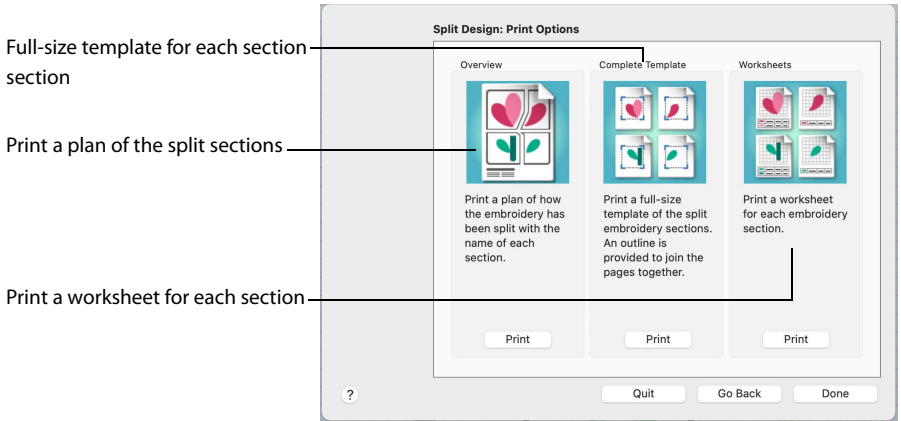 Split Design: Print Options
Full-size template for each section
section
Print a plan of the split sections
Print a worksheet for each section
Overview
Print a plan of how
the embroidery has
been split with the
name of each
section.
Print
Complete Template
Print a full-size
template of the split
embroidery sections.
An outline is
provided to join the
pages together.
Print
Worksheets
Print a worksheet
for each embroidery
section.
Print
?
Quit
Go Back
Done